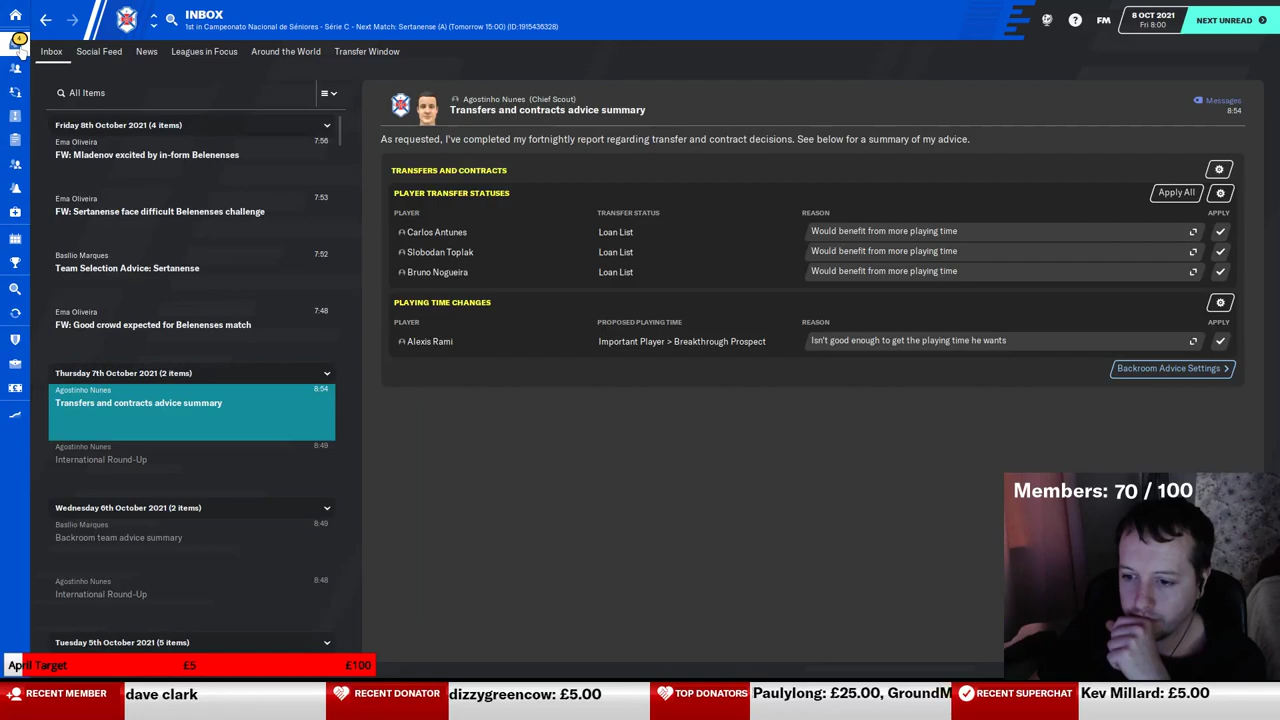 INBOX
1st in Campeonato Nacional de Séniores - Série C - Next Match: Sertanense (A) (Tomorrow 15:00) (ID:1915436328)
FM
8 OCT 2021
Fri 8:00
NEXT UNREAD
4
Inbox
Social Feed
News
Leagues in Focus
Around the World
Transfer Window
All Items
Friday 8th October 2021 (4 items)
Ema Oliveira 7:56
FW: Mladenov excited by in-form Belenenses
Ema Oliveira 7:53
FW: Sertanense face difficult Belenenses challenge
Basílio Marques 7:52
Team Selection Advice: Sertanense
Ema Oliveira 7:48
FW: Good crowd expected for Belenenses match
Thursday 7th October 2021 (2 items)
Agostinho Nunes 8:54
Transfers and contracts advice summary
Agostinho Nunes 8:49
International Round-Up
Wednesday 6th October 2021 (2 items)
Basílio Marques 8:49
Backroom team advice summary
Agostinho Nunes 8:48
International Round-Up
Tuesday 5th October 2021 (5 items)
Agostinho Nunes (Chief Scout)
Transfers and contracts advice summary
Messages
8:54
As requested, I've completed my fortnightly report regarding transfer and contract decisions. See below for a summary of my advice.
TRANSFERS AND CONTRACTS
PLAYER TRANSFER STATUSES Apply All
PLAYER TRANSFER STATUS REASON APPLY
Carlos Antunes Loan List Would benefit from more playing time
Slobodan Toplak Loan List Would benefit from more playing time
Bruno Nogueira Loan List Would benefit from more playing time
PLAYING TIME CHANGES
PLAYER PROPOSED PLAYING TIME REASON APPLY
Alexis Rami Important Player > Breakthrough Prospect Isn't good enough to get the playing time he wants
Backroom Advice Settings
Members: 70 / 100
April Target £5 £100
RECENT MEMBER dave clark
RECENT DONATOR dizzygreencow: £5.00
TOP DONATORS Paulylong: £25.00, GroundM
RECENT SUPERCHAT Kev Millard: £5.00